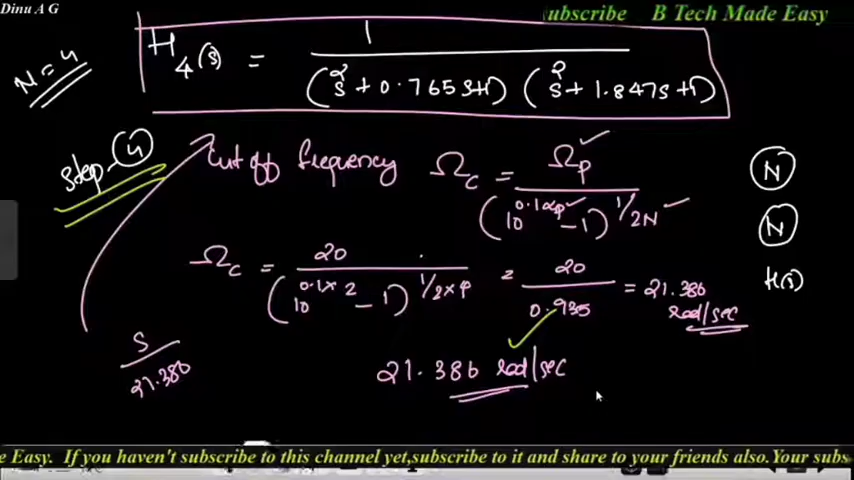 Dinu A G
ubscribe B Tech Made Easy
N=4
H₄(s) = 1 / (s² + 0.765s+1) (s² + 1.847s+1)
Step 4
Cut off frequency Ωc = Ωp / (10^0.1αp − 1)^1/2N
N
N
H(s)
Ωc = 20 / (10^0.1×2 − 1)^1/2×4 = 20 / 0.935 = 21.386 rad/sec
S / 21.386
21.386 rad/sec
e Easy. If you haven't subscribe to this channel yet,subscribe to it and share to your friends also.Your subs